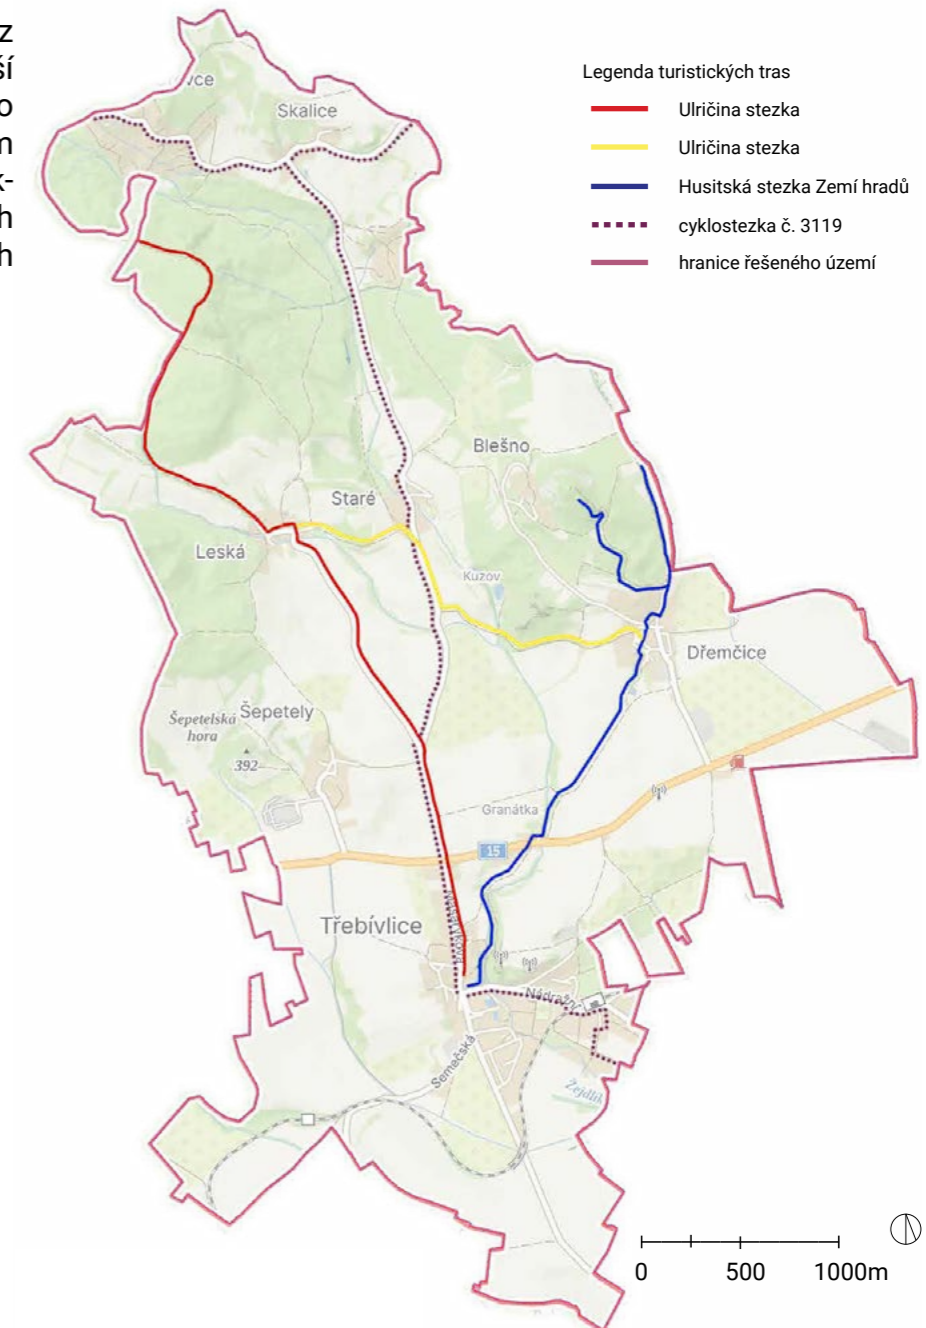 z
ší
o
m
k-
h
h
Legenda turistických tras
Ulričina stezka
Ulričina stezka
Husitská stezka Zemí hradů
cyklostezka č. 3119
hranice řešeného území
Skalice
Blešno
Staré
Leská
Kuzov
Dřemčice
Šepetely
Šepetelská
hora
392
Granátka
15
Třebívlice
Nádražní
Semečská
Žejdlík
0 500 1000m